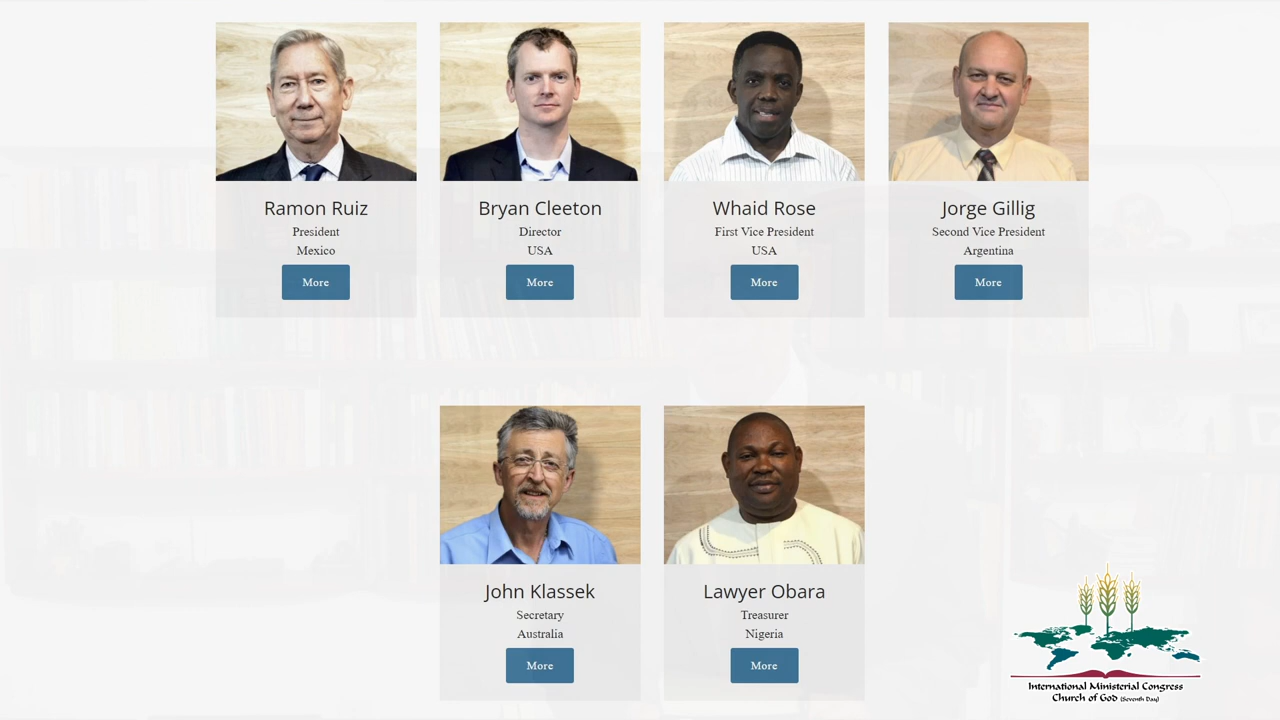 Ramon Ruiz
President
Mexico
More
Bryan Cleeton
Director
USA
More
Whaid Rose
First Vice President
USA
More
Jorge Gillig
Second Vice President
Argentina
More
John Klassek
Secretary
Australia
More
Lawyer Obara
Treasurer
Nigeria
More
International Ministerial Congress
Church of God (Seventh Day)